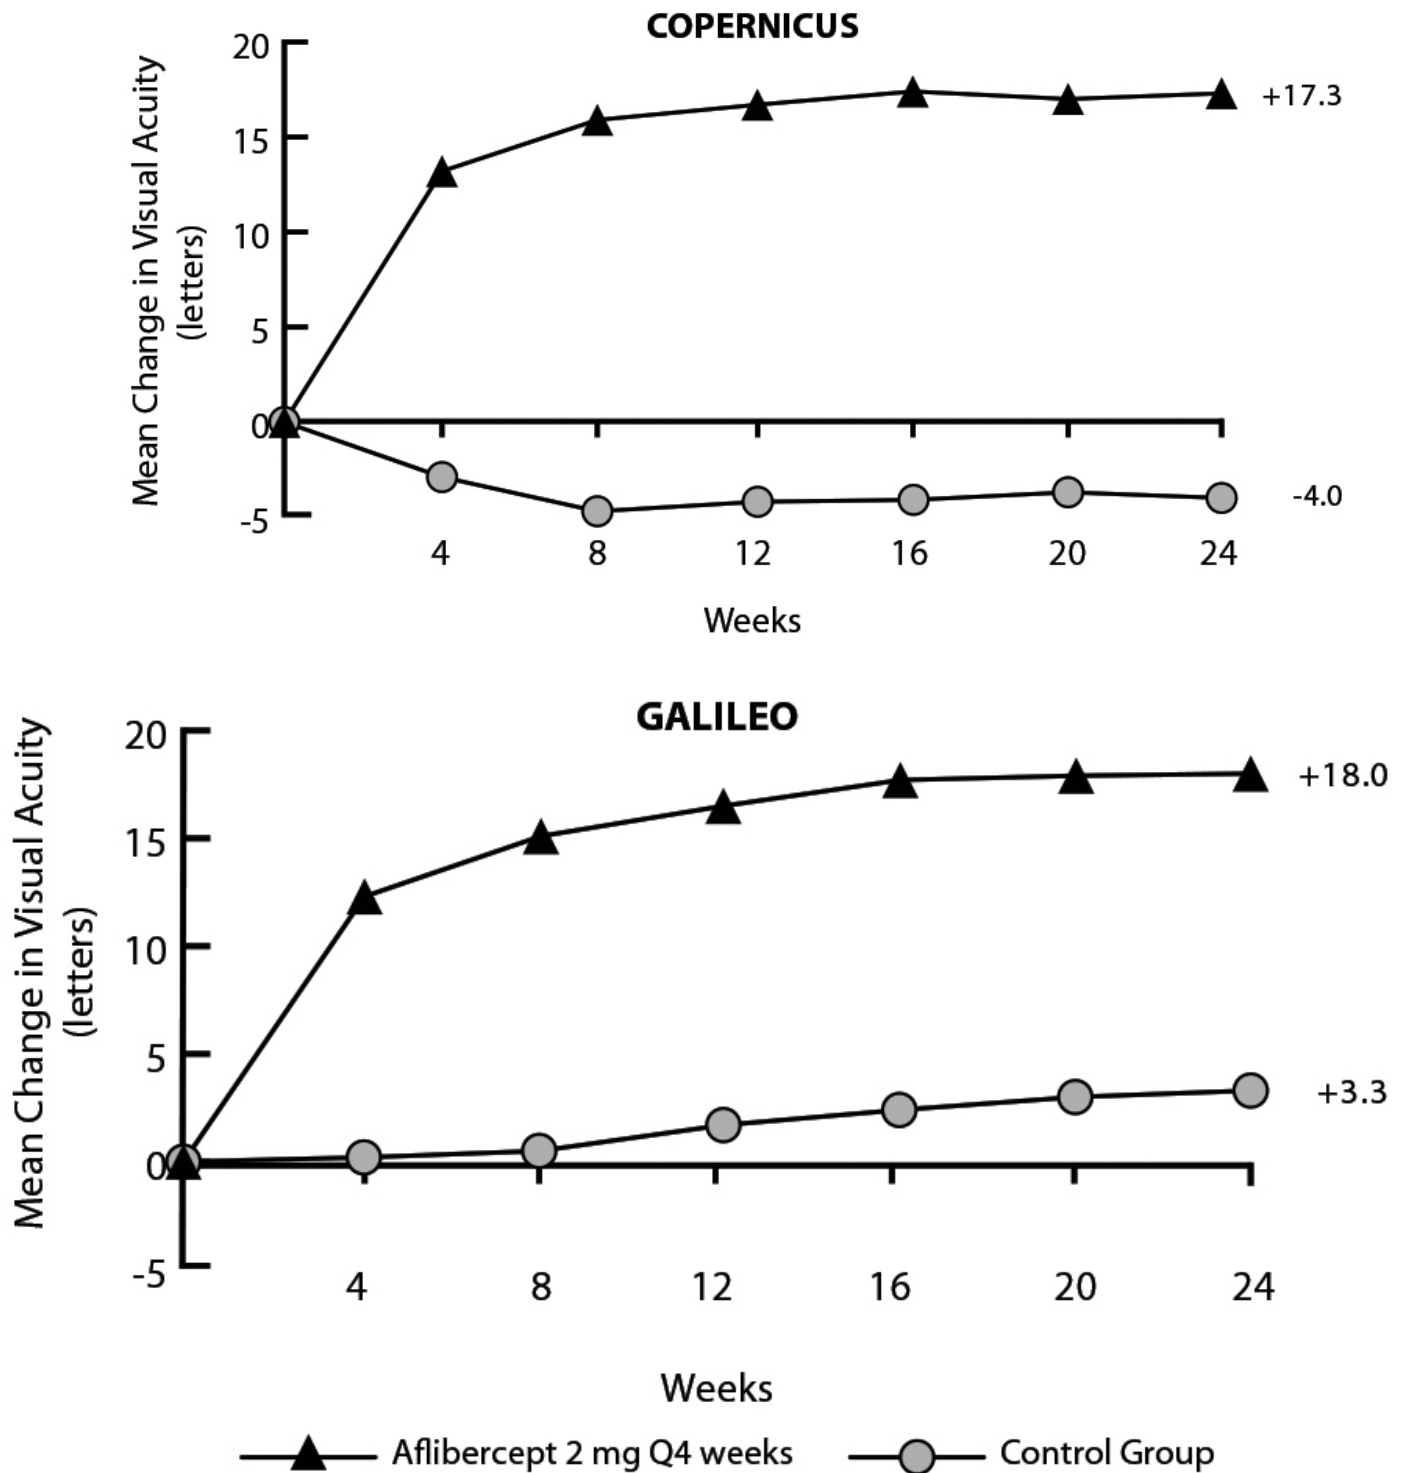 COPERNICUS
Mean Change in Visual Acuity
(letters)
20
15
10
5
0
-5
+17.3
-4.0
4 8 12 16 20 24
Weeks
GALILEO
Mean Change in Visual Acuity
(letters)
20
15
10
5
0
-5
+18.0
+3.3
4 8 12 16 20 24
Weeks
Aflibercept 2 mg Q4 weeks Control Group